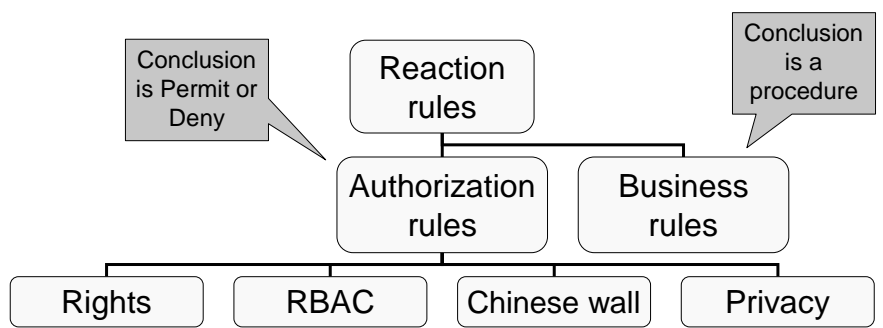 Conclusion
is Permit or
Deny
Reaction
rules
Conclusion
is a
procedure
Authorization
rules
Business
rules
Rights
RBAC
Chinese wall
Privacy